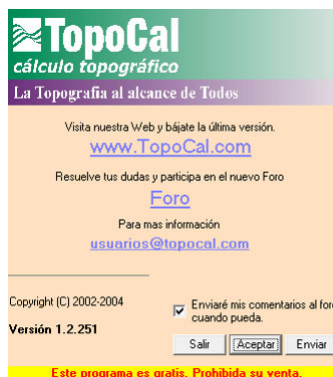 TopoCal
cálculo topográfico
La Topografía al alcance de Todos
Visita nuestra Web y bájate la última versión.
www.TopoCal.com
Resuelve tus dudas y participa en el nuevo Foro
Foro
Para mas información
usuarios@topocal.com
Copyright (C) 2002-2004
Versión 1.2.251
Enviaré mis comentarios al foro
cuando pueda.
Salir Aceptar Enviar
Este programa es gratis. Prohibida su venta.